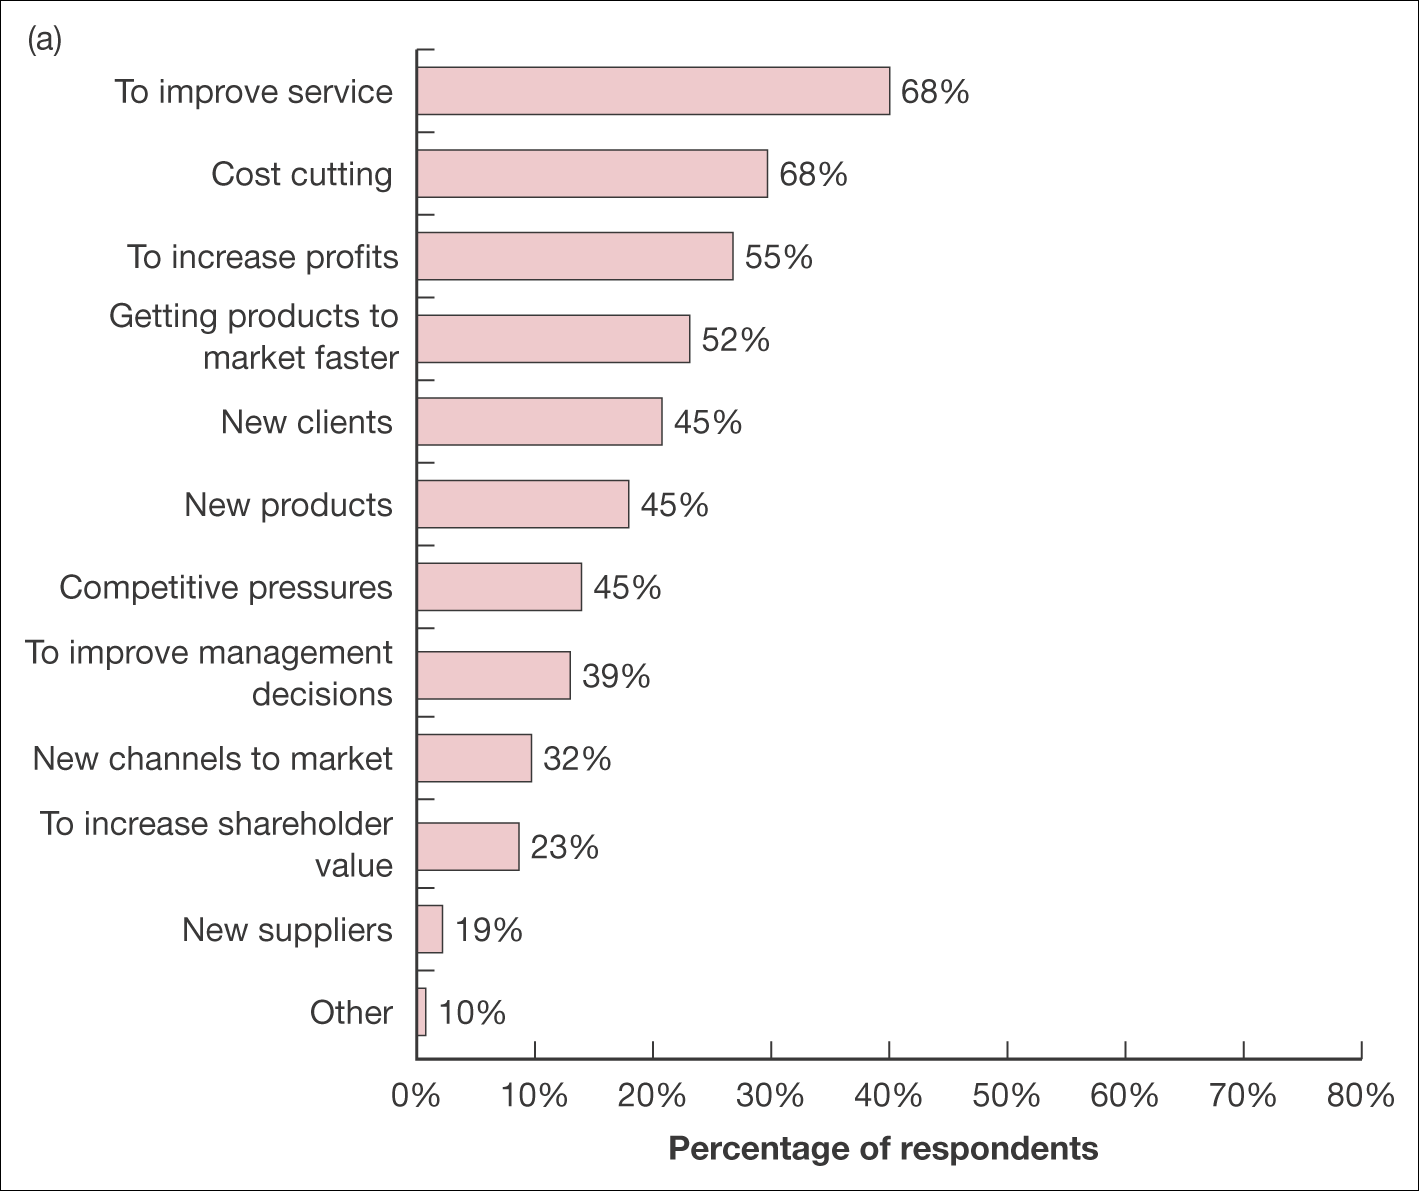 (a)
To improve service
68%
Cost cutting
68%
To increase profits
55%
Getting products to
market faster
52%
New clients
45%
New products
45%
Competitive pressures
45%
To improve management
decisions
39%
New channels to market
32%
To increase shareholder
value
23%
New suppliers
19%
Other
10%
0% 10% 20% 30% 40% 50% 60% 70% 80%
Percentage of respondents